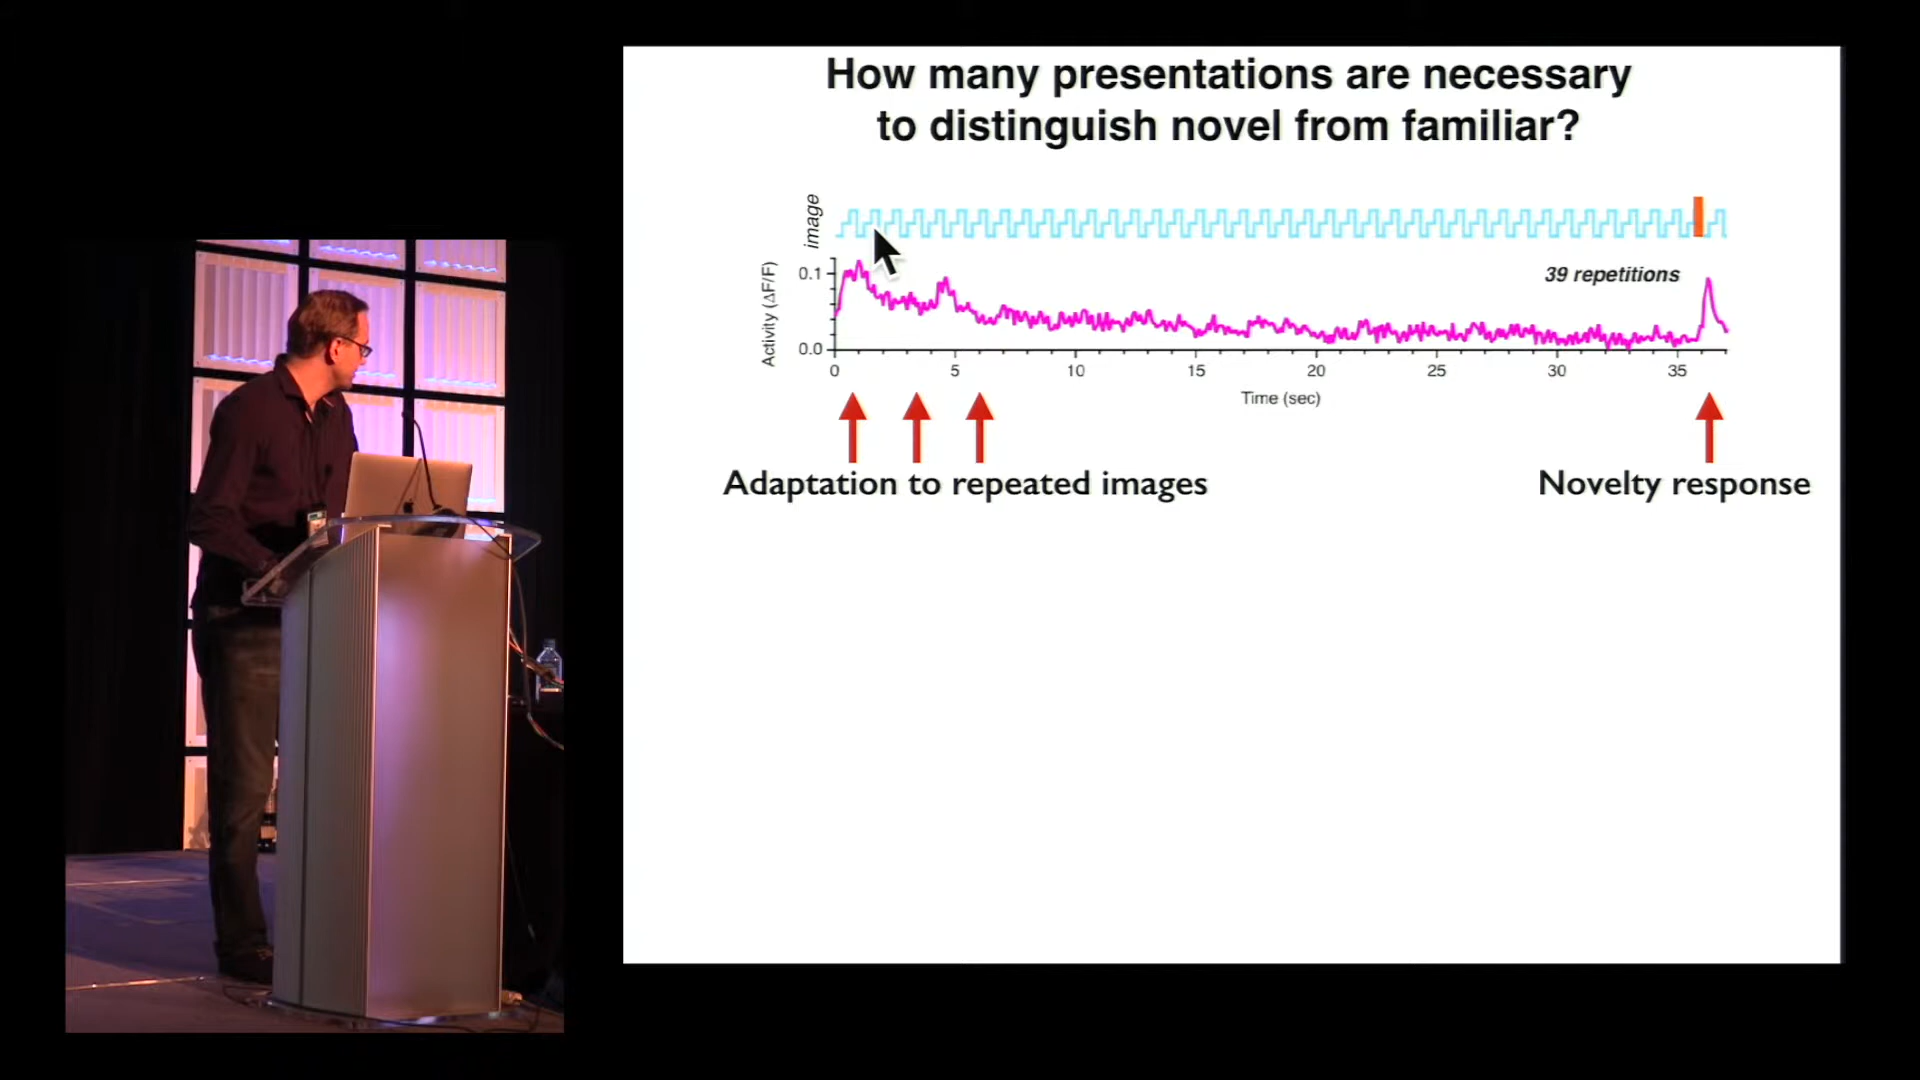 How many presentations are necessary
to distinguish novel from familiar?
image
39 repetitions
Activity (ΔF/F)
0.1
0.0
0 5 10 15 20 25 30 35
Time (sec)
Adaptation to repeated images
Novelty response